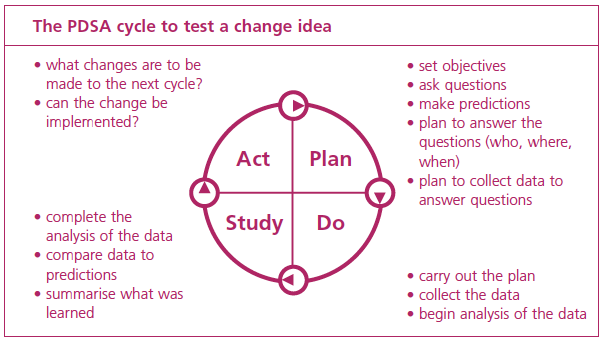 The PDSA cycle to test a change idea
• what changes are to be
made to the next cycle?
• can the change be
implemented?
• set objectives
• ask questions
• make predictions
• plan to answer the
questions (who, where,
when)
• plan to collect data to
answer questions
Act
Plan
Study
Do
• complete the
analysis of the data
• compare data to
predictions
• summarise what was
learned
• carry out the plan
• collect the data
• begin analysis of the data